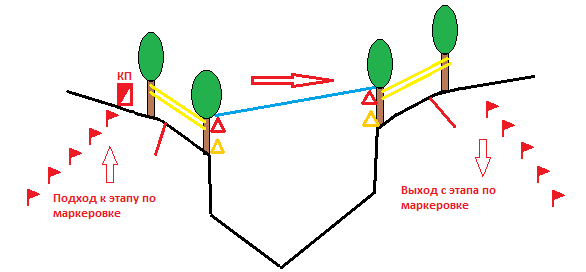 КП
Подход к этапу по
маркеровке
Выход с этапа по
маркеровке